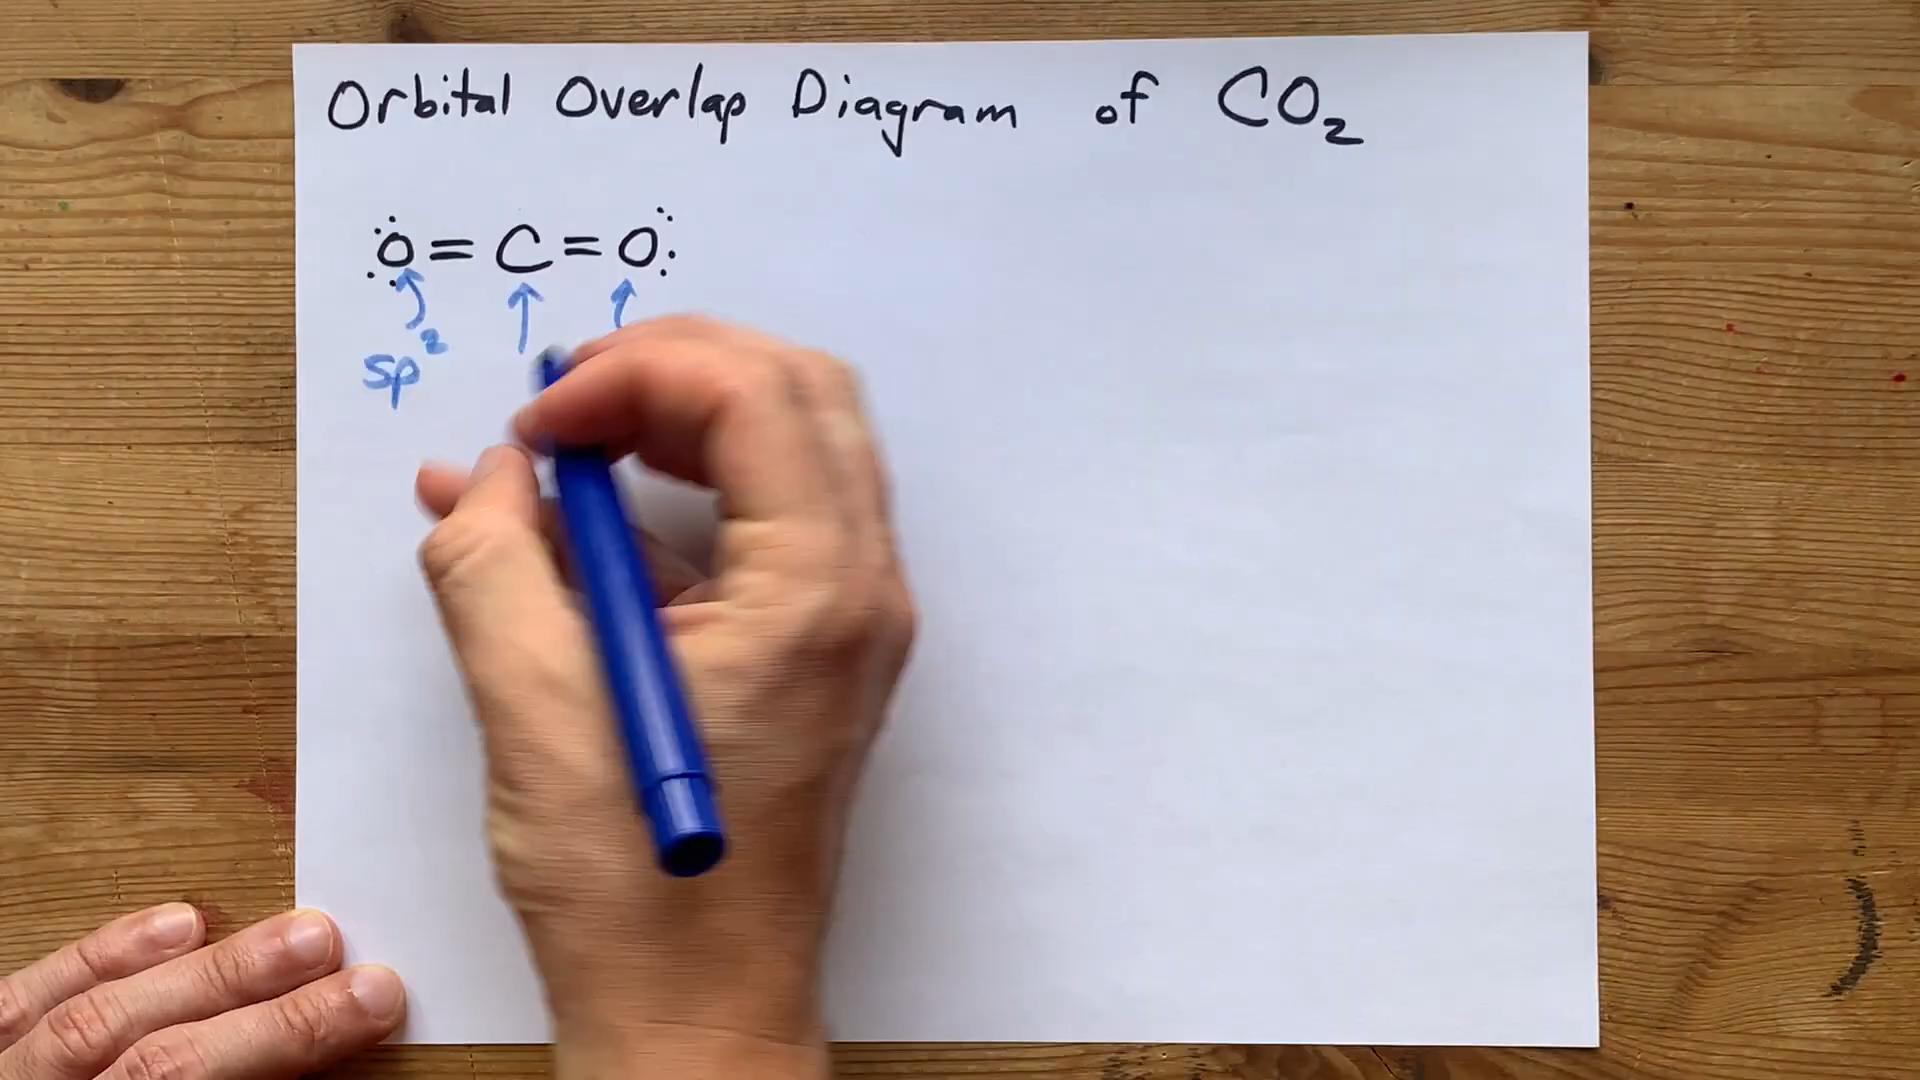 Orbital Overlap Diagram of CO₂
O=C=O
sp²